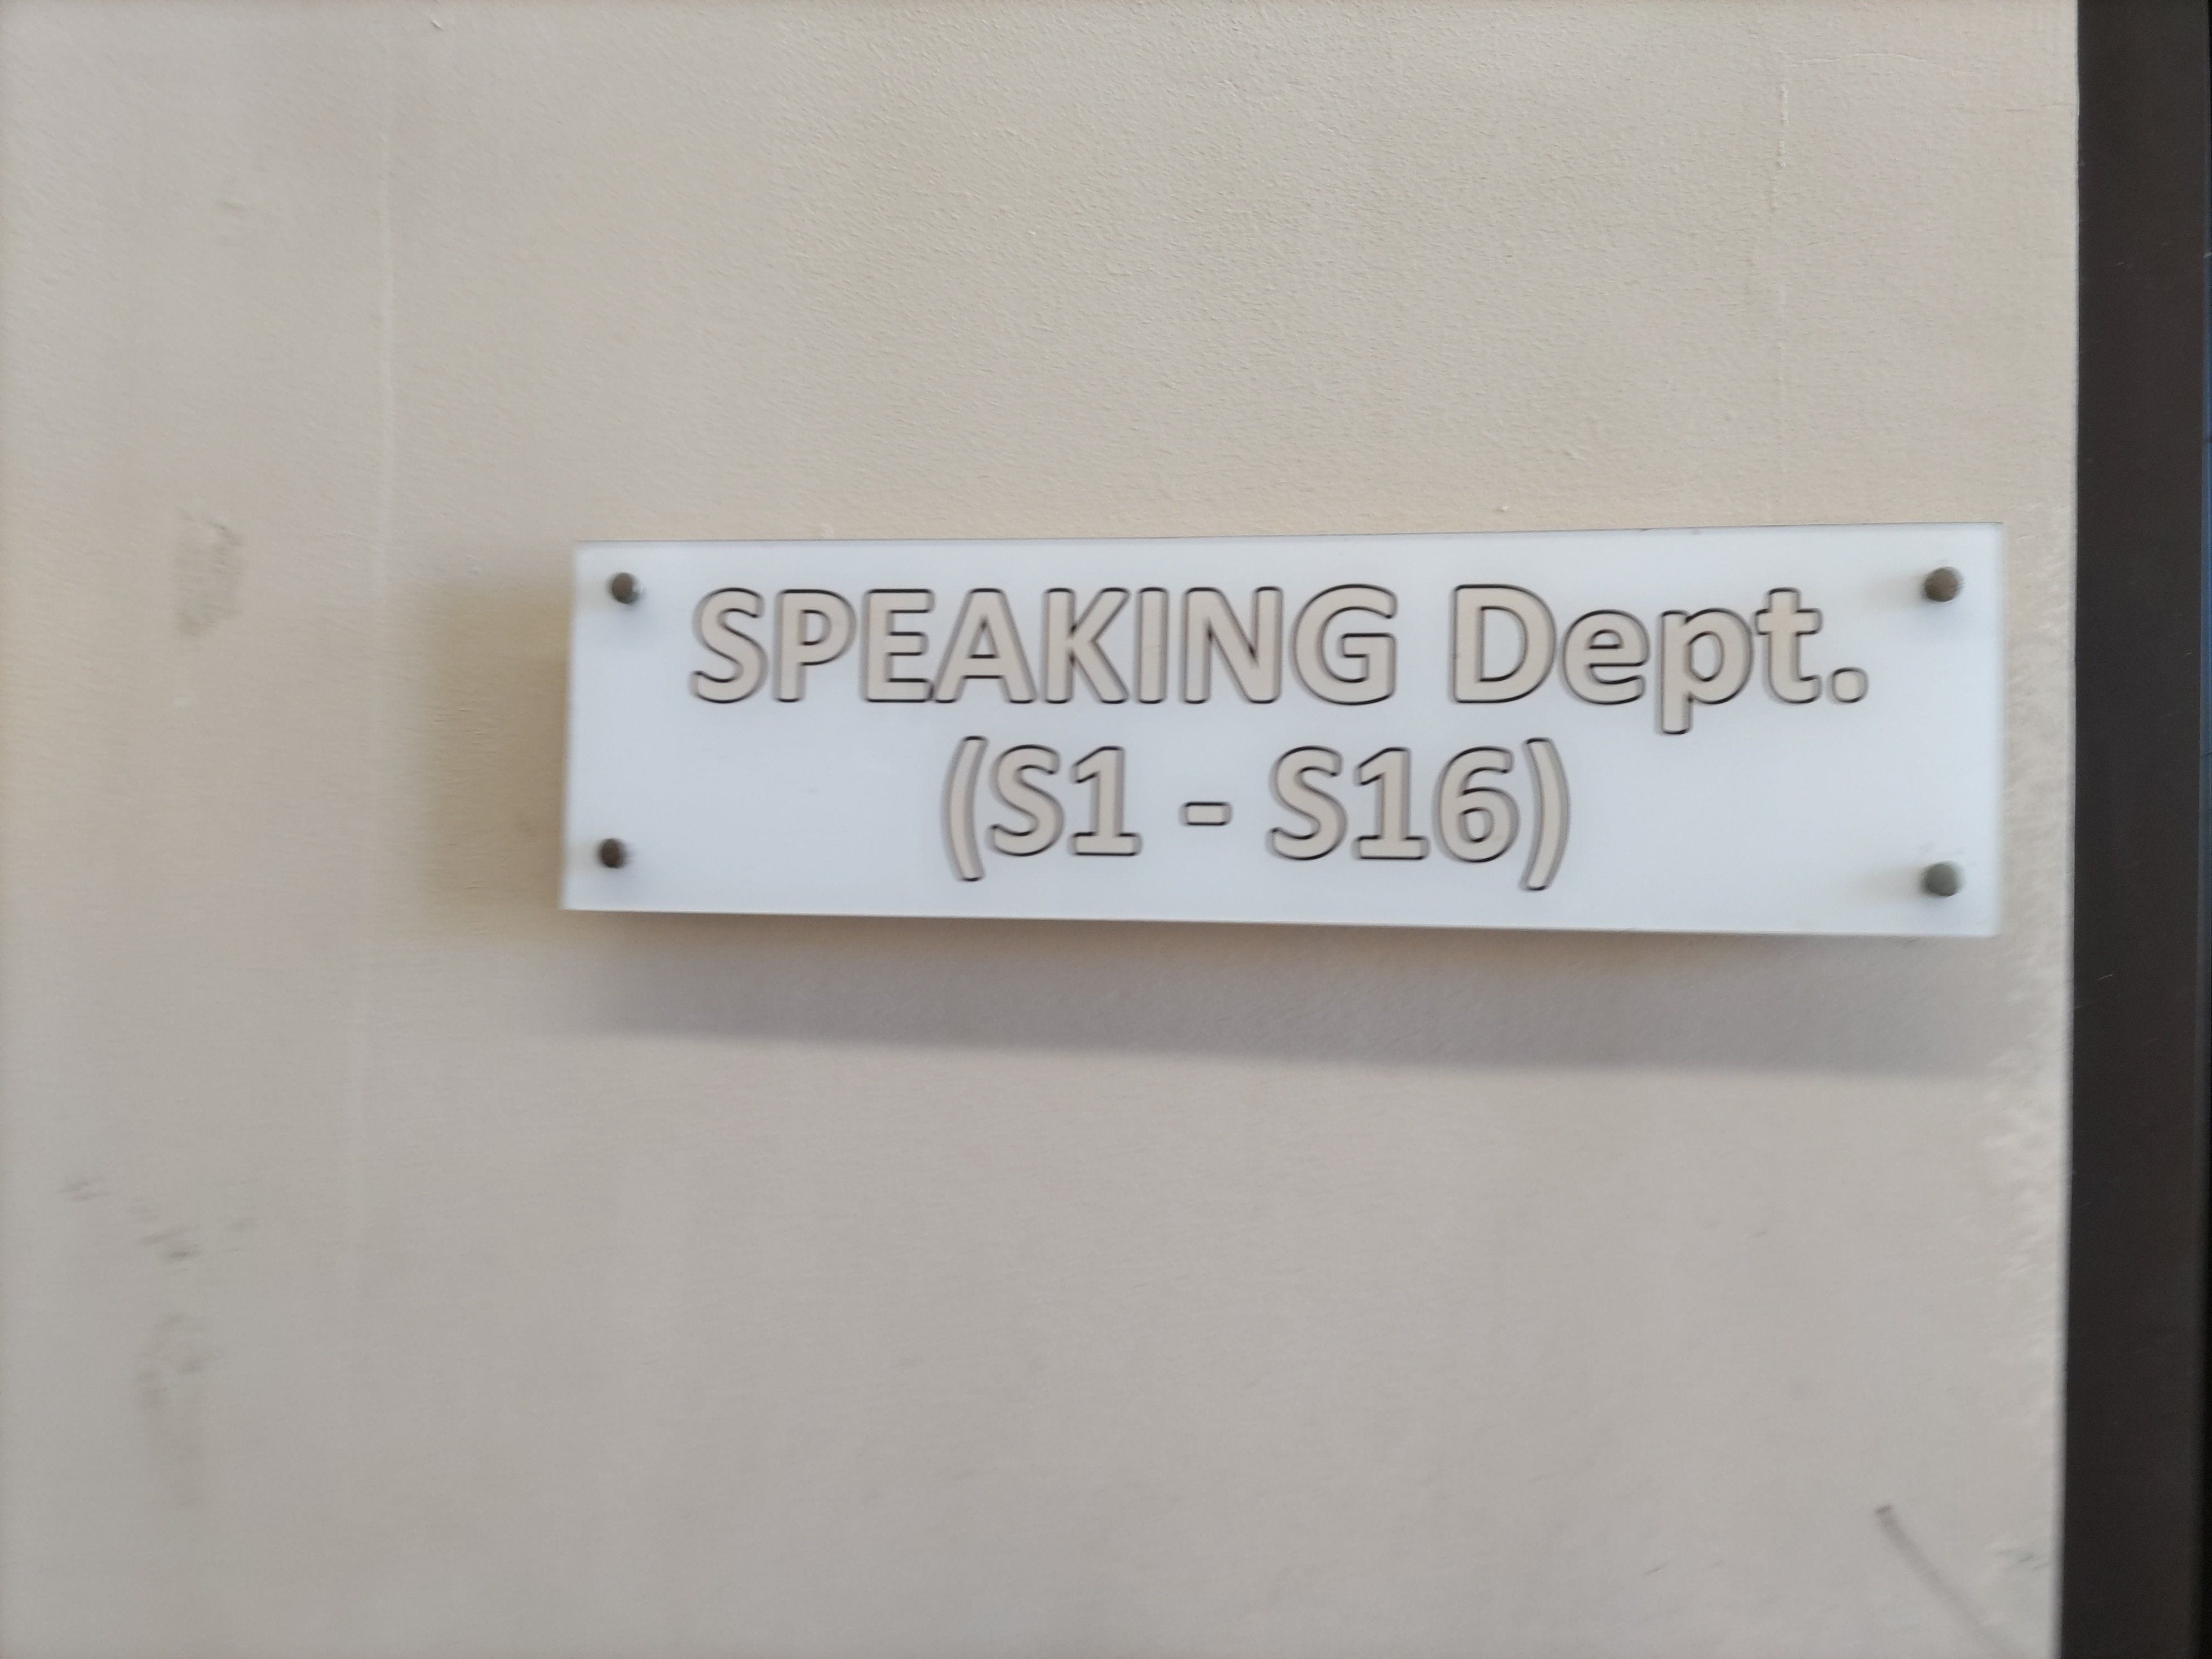 SPEAKING Dept.
(S1 - S16)